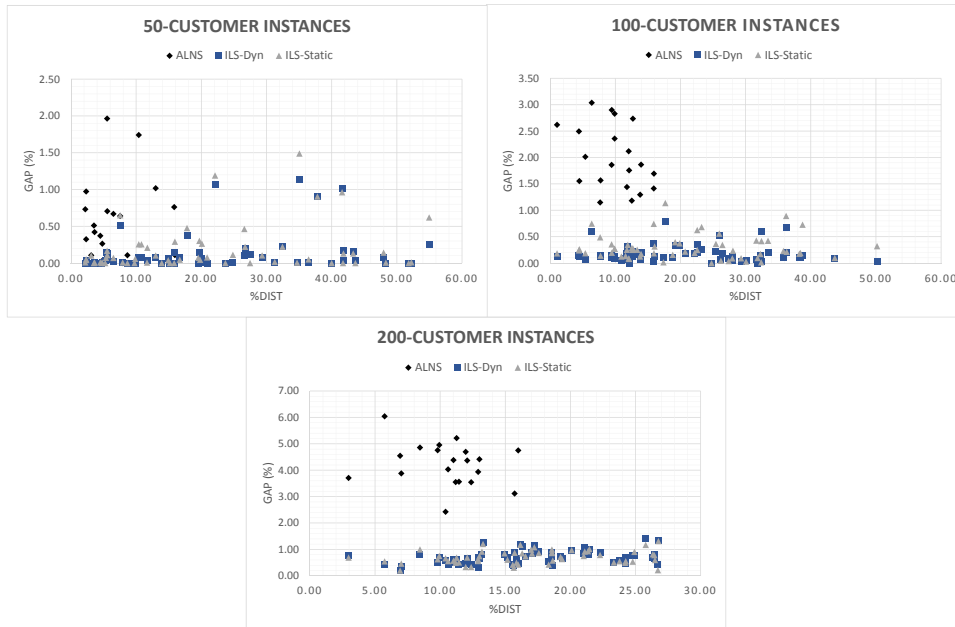 50-CUSTOMER INSTANCES
ALNS ILS-Dyn ILS-Static
2.50
2.00
1.50
1.00
0.50
0.00
GAP (%)
0.00 10.00 20.00 30.00 40.00 50.00 60.00
%DIST
100-CUSTOMER INSTANCES
ALNS ILS-Dyn ILS-Static
3.50
3.00
2.50
2.00
1.50
1.00
0.50
0.00
GAP (%)
0.00 10.00 20.00 30.00 40.00 50.00 60.00
%DIST
200-CUSTOMER INSTANCES
ALNS ILS-Dyn ILS-Static
7.00
6.00
5.00
4.00
3.00
2.00
1.00
0.00
GAP (%)
0.00 5.00 10.00 15.00 20.00 25.00 30.00
%DIST